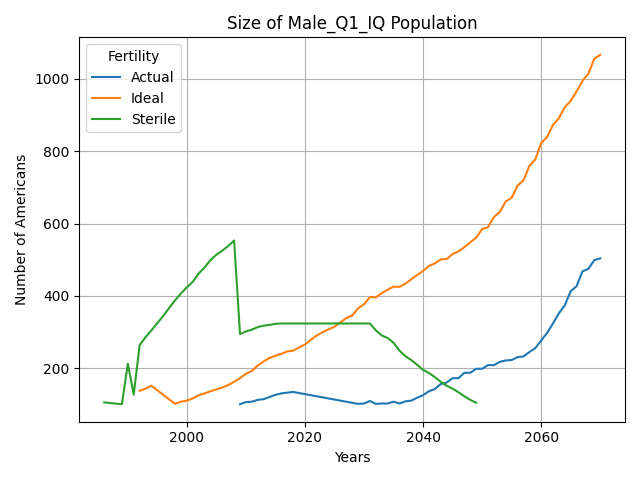 Size of Male_Q1_IQ Population
Fertility
Actual
Ideal
Sterile
Number of Americans
1000
800
600
400
200
2000
2020
2040
2060
Years